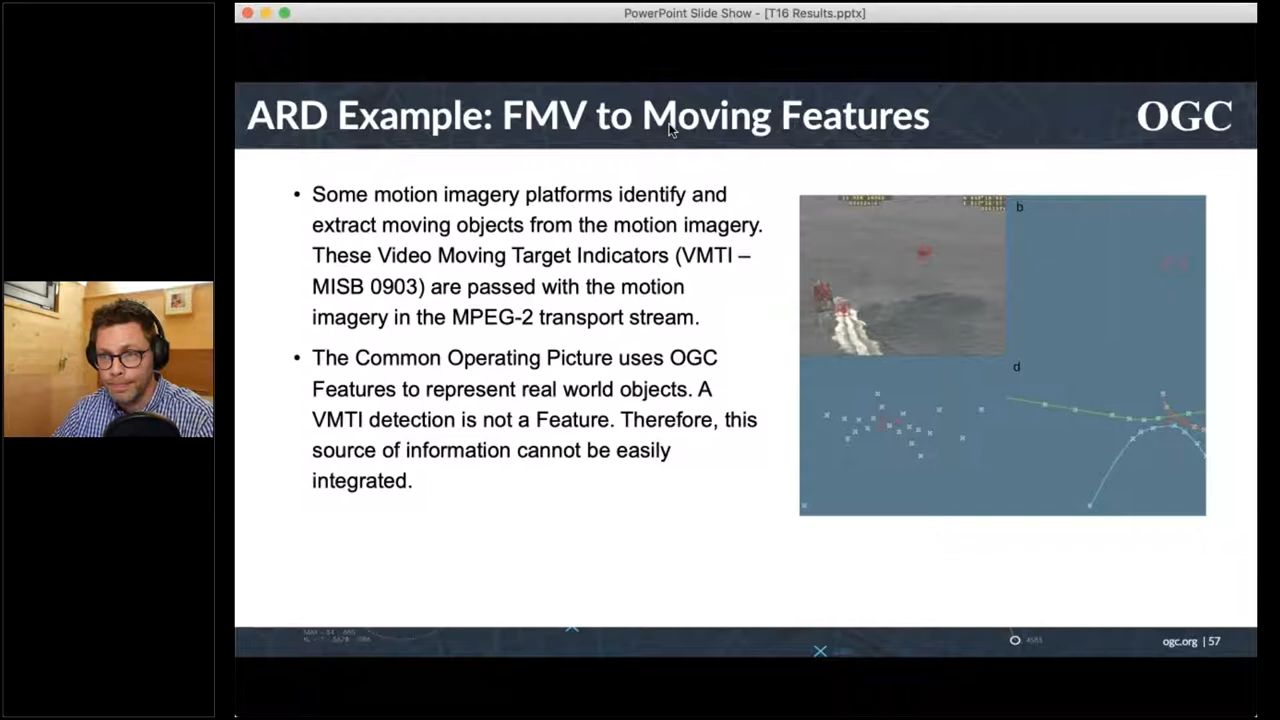 PowerPoint Slide Show - [T16 Results.pptx]
ARD Example: FMV to Moving Features
OGC
• Some motion imagery platforms identify and
extract moving objects from the motion imagery.
These Video Moving Target Indicators (VMTI –
MISB 0903) are passed with the motion
imagery in the MPEG-2 transport stream.
• The Common Operating Picture uses OGC
Features to represent real world objects. A
VMTI detection is not a Feature. Therefore, this
source of information cannot be easily
integrated.
b
d
ogc.org | 57